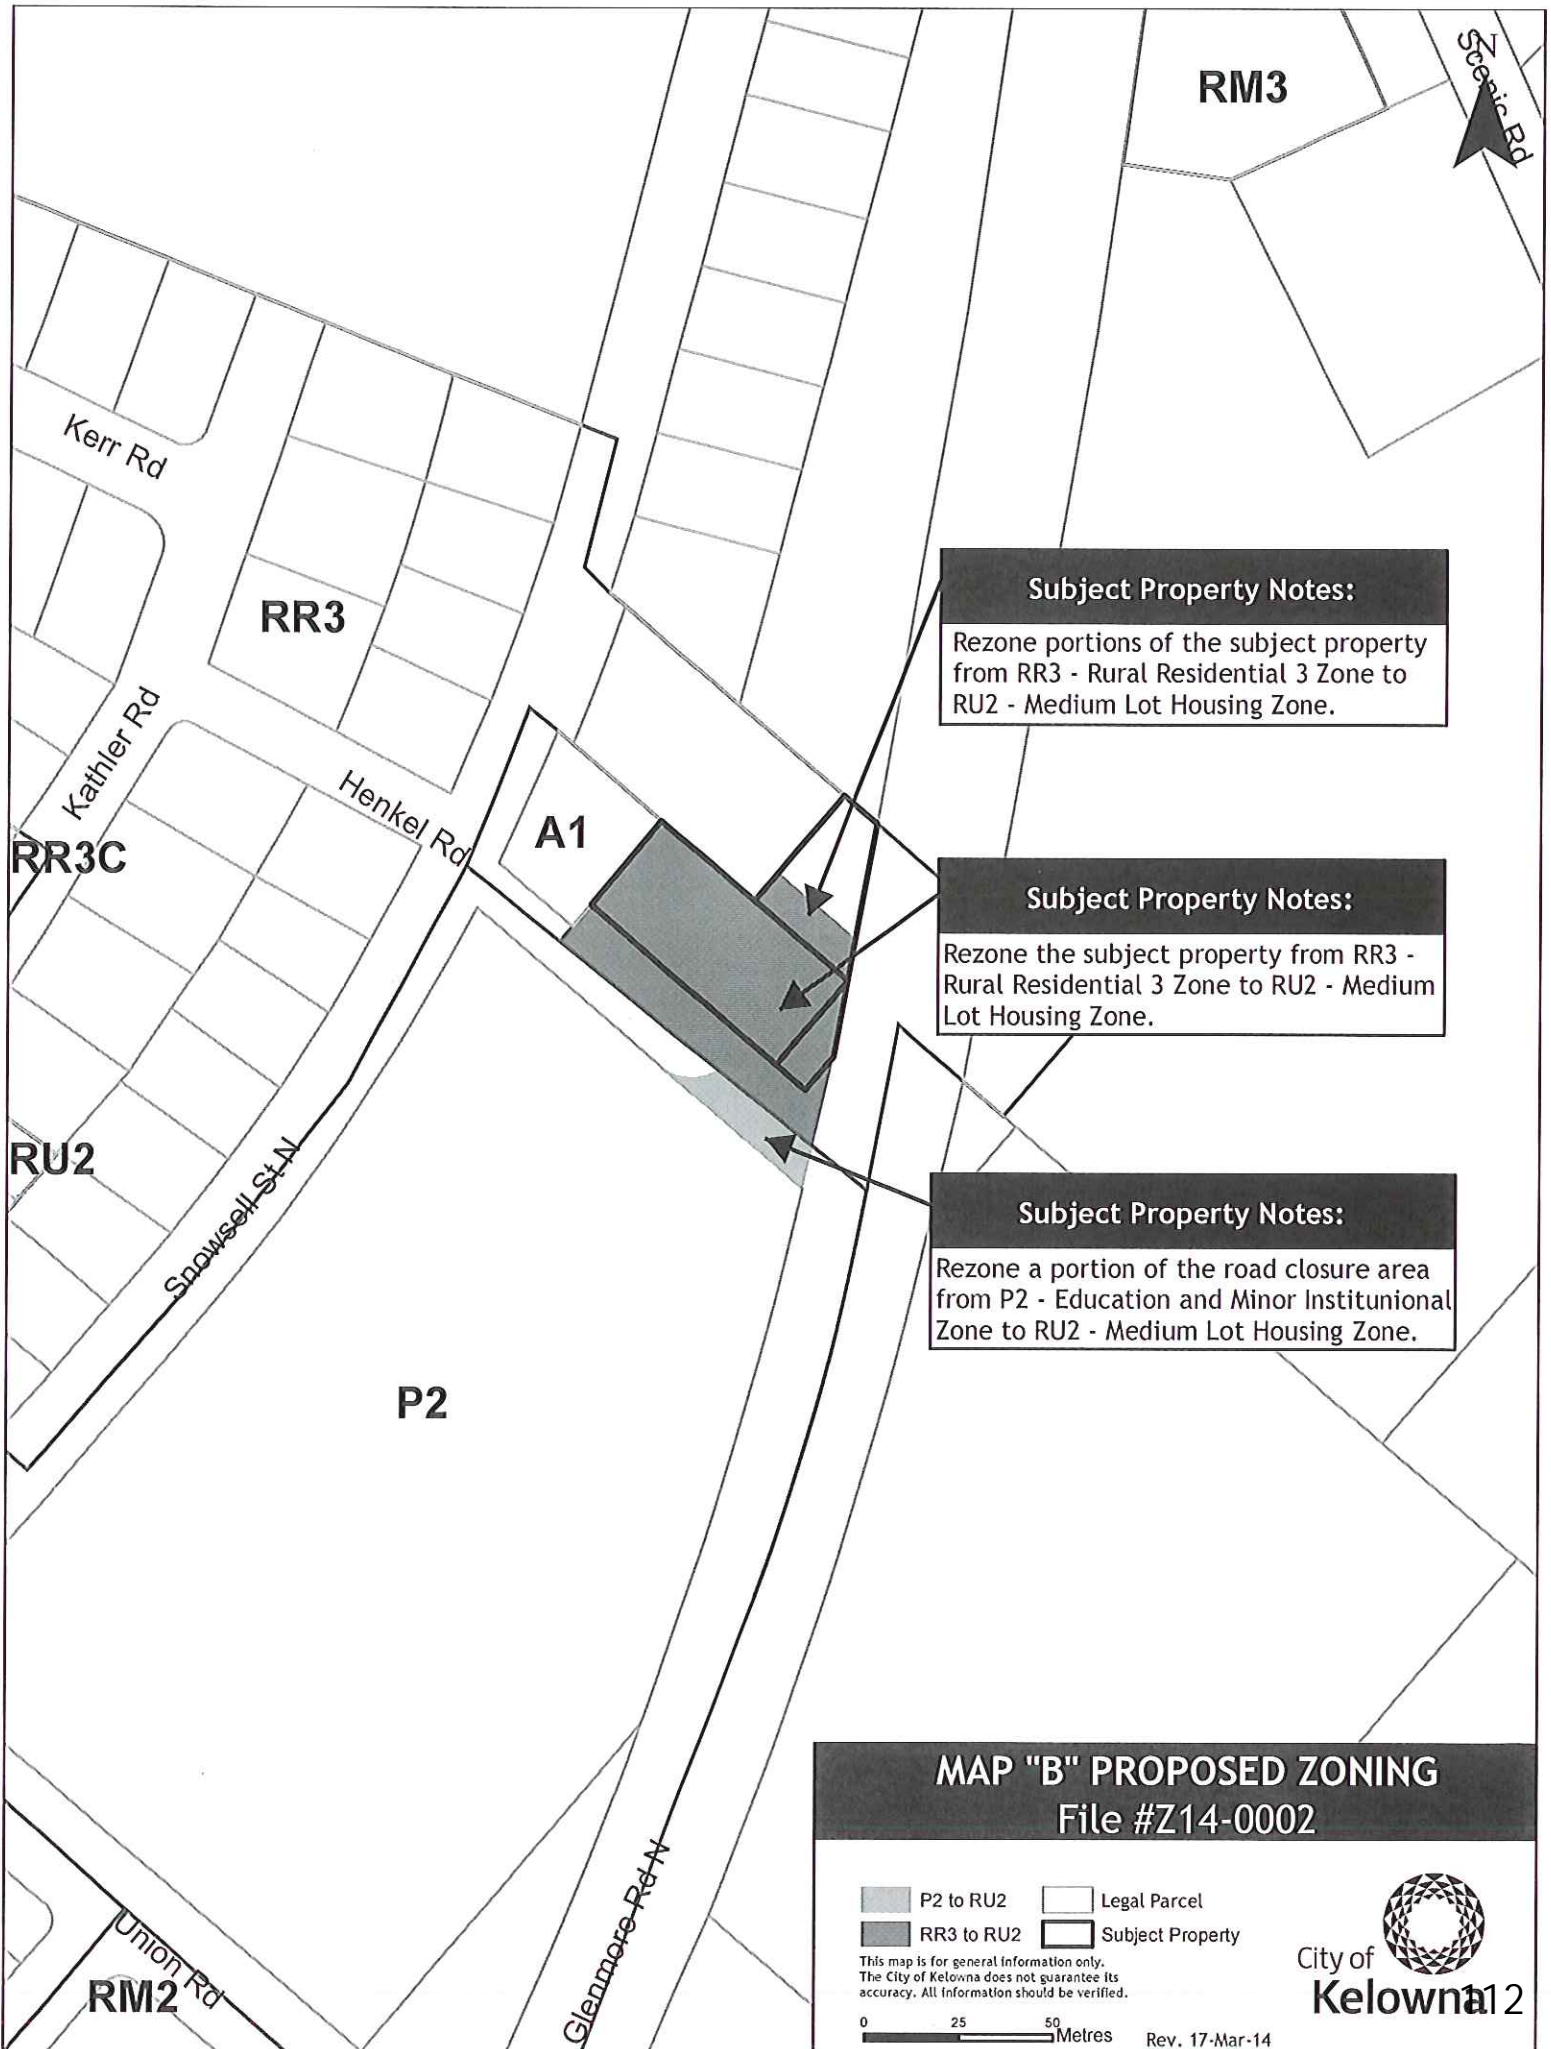 RM3
N
Scenic Rd
Kerr Rd
RR3
Subject Property Notes:
Rezone portions of the subject property
from RR3 - Rural Residential 3 Zone to
RU2 - Medium Lot Housing Zone.
Kathler Rd
Henkel Rd
A1
RR3C
Subject Property Notes:
Rezone the subject property from RR3 -
Rural Residential 3 Zone to RU2 - Medium
Lot Housing Zone.
RU2
Snowsell St N
Subject Property Notes:
Rezone a portion of the road closure area
from P2 - Education and Minor Institunional
Zone to RU2 - Medium Lot Housing Zone.
P2
MAP "B" PROPOSED ZONING
File #Z14-0002
P2 to RU2
Legal Parcel
RR3 to RU2
Subject Property
This map is for general information only.
The City of Kelowna does not guarantee its
accuracy. All information should be verified.
0 25 50
Metres
Rev. 17-Mar-14
City of
Kelowna
112
Glenmore Rd N
Union Rd
RM2